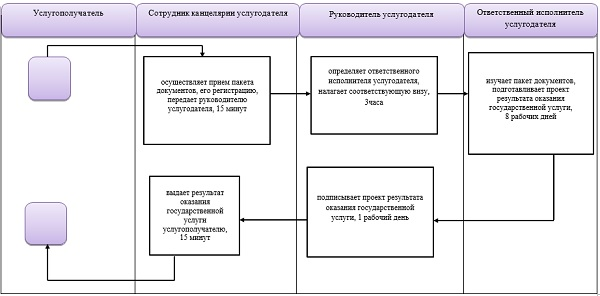 Услугополучатель
Сотрудник канцелярии услугодателя
Руководитель услугодателя
Ответственный исполнитель
услугодателя
осуществляет прием пакета
документов, его регистрацию,
передает руководителю
услугодателя, 15 минут
определяет ответственного
исполнителя услугодателя,
налагает соответствующую визу,
3часа
изучает пакет документов,
подготавливает проект
результата оказания
государственной услуги,
8 рабочих дней
выдает результат
оказания
государственной
услуги
услугополучателю,
15 минут
подписывает проект результата
оказания государственной
услуги, 1 рабочий день